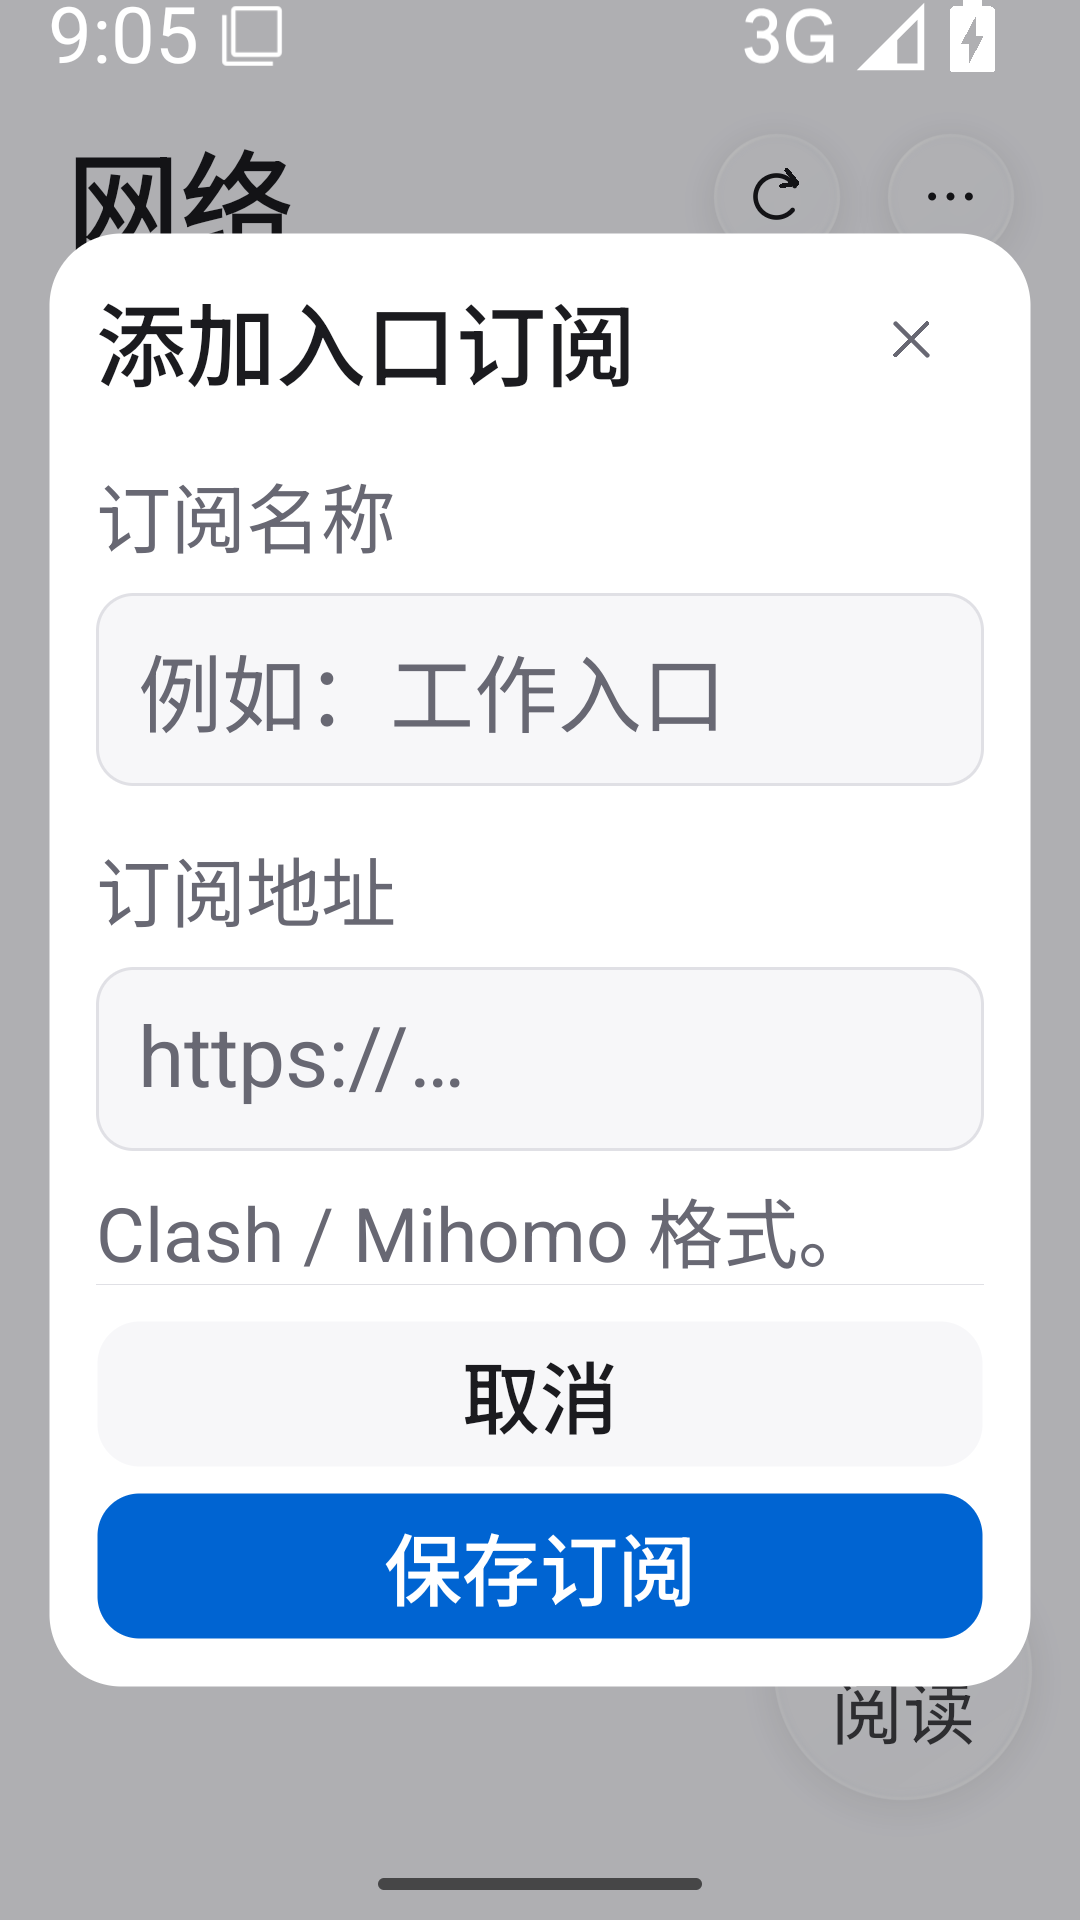 9:05
3G
网络
添加入口订阅
订阅名称
例如：工作入口
订阅地址
https://...
Clash / Mihomo 格式。
取消
保存订阅
阅读